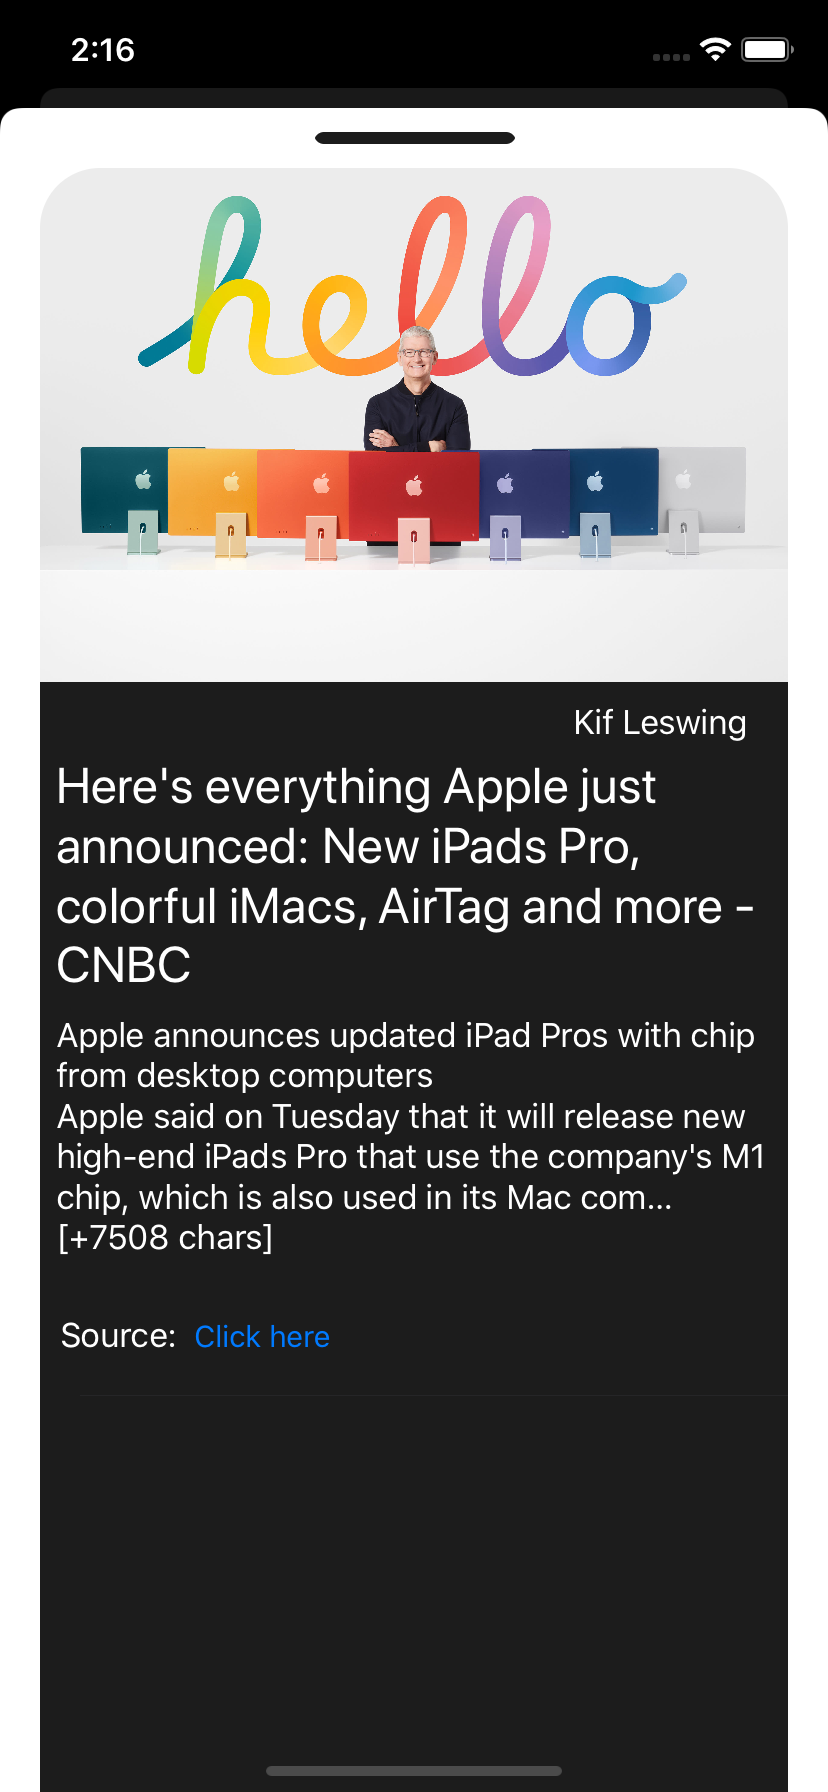 2:16
hello
Kif Leswing
Here's everything Apple just
announced: New iPads Pro,
colorful iMacs, AirTag and more -
CNBC
Apple announces updated iPad Pros with chip
from desktop computers
Apple said on Tuesday that it will release new
high-end iPads Pro that use the company's M1
chip, which is also used in its Mac com…
[+7508 chars]
Source: Click here